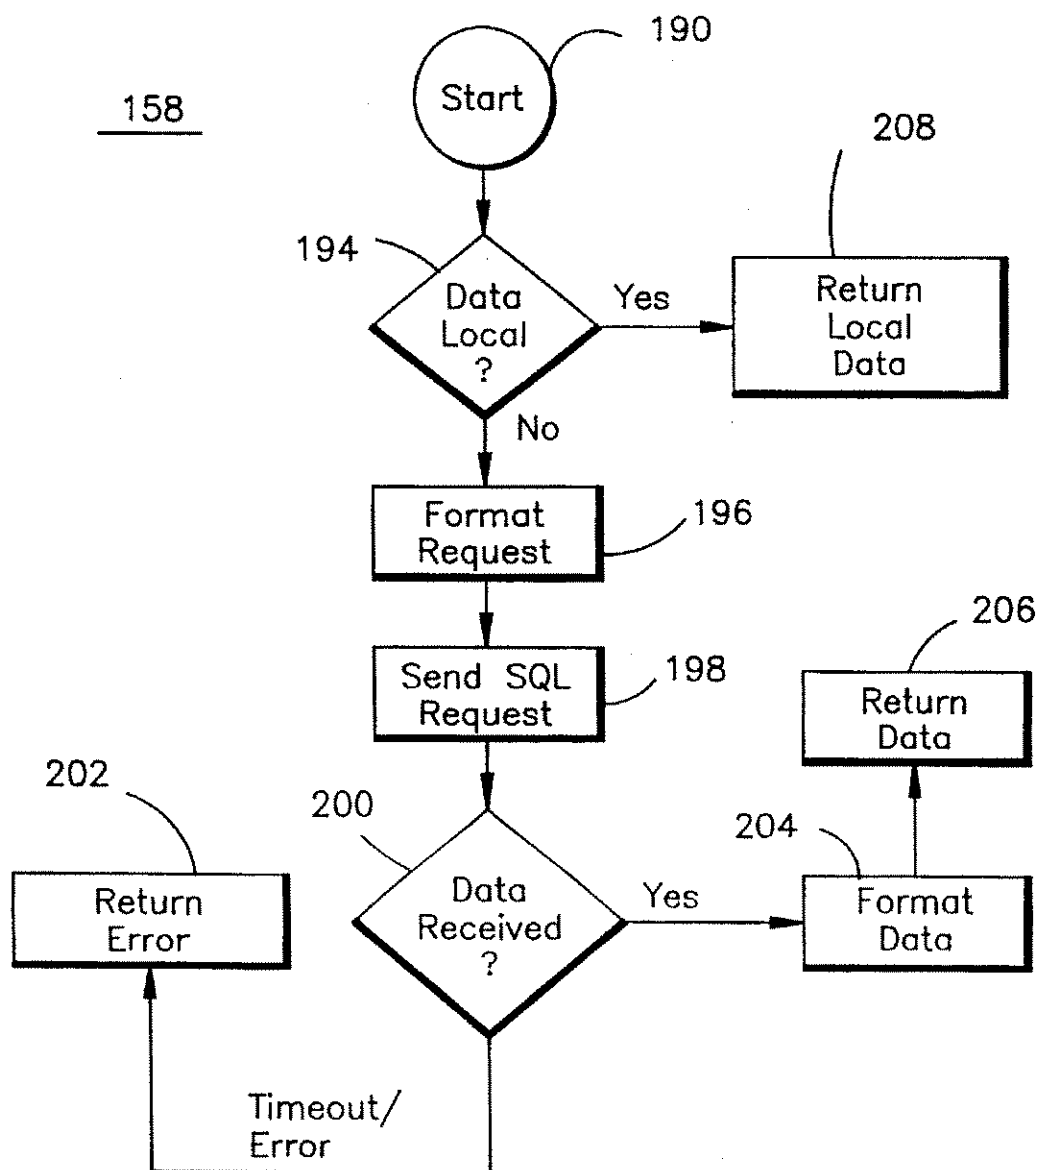 190
Start
158
208
194
Data
Local
?
Yes
Return
Local
Data
No
Format
Request
196
206
Send SQL
Request
198
Return
Data
202
200
204
Return
Error
Data
Received
?
Yes
Format
Data
Timeout/
Error